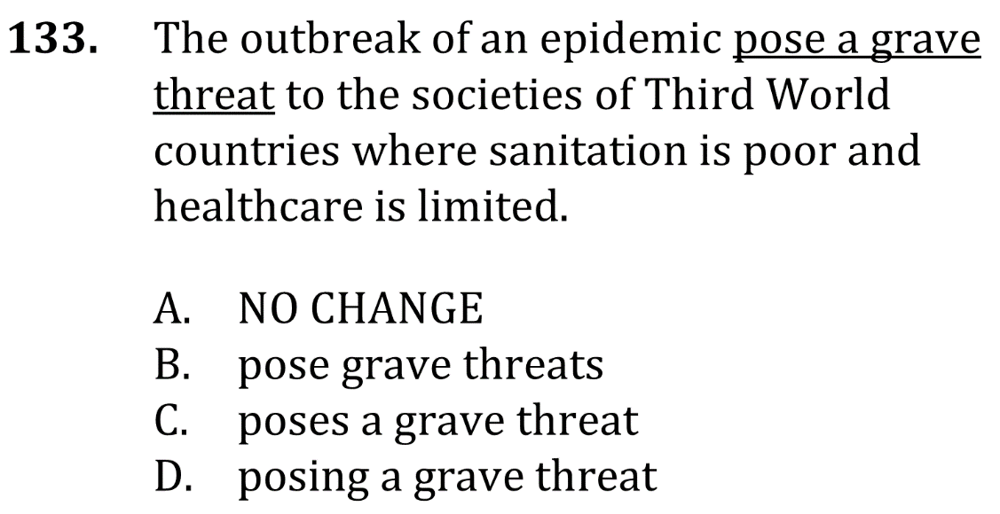 133. The outbreak of an epidemic pose a grave
threat to the societies of Third World
countries where sanitation is poor and
healthcare is limited.
A. NO CHANGE
B. pose grave threats
C. poses a grave threat
D. posing a grave threat